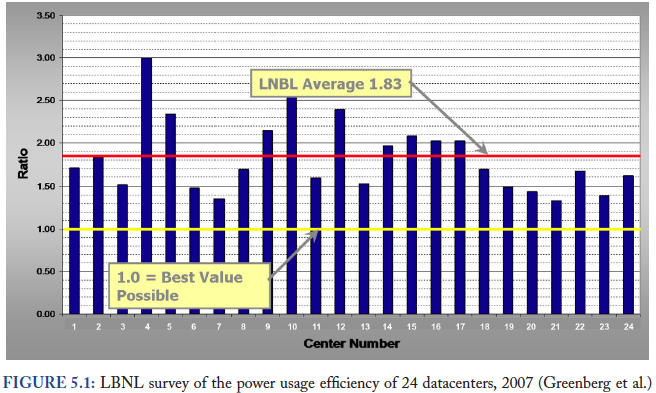 3.50
3.00
2.50
2.00
1.50
1.00
0.50
0.00
Ratio
LNBL Average 1.83
1.0 = Best Value
Possible
1 2 3 4 5 6 7 8 9 10 11 12 13 14 15 16 17 18 19 20 21 22 23 24
Center Number
FIGURE 5.1: LBNL survey of the power usage efficiency of 24 datacenters, 2007 (Greenberg et al.)